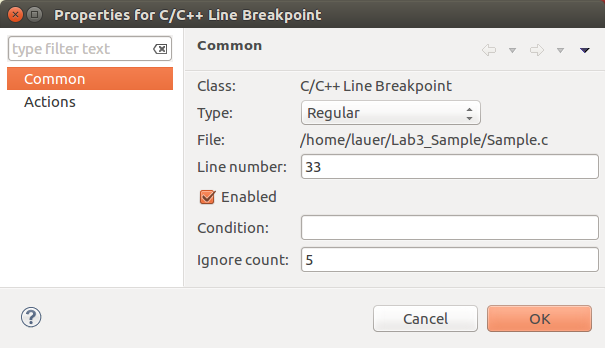 Properties for C/C++ Line Breakpoint
type filter text
Common
Actions
Common
Class: C/C++ Line Breakpoint
Type: Regular
File: /home/lauer/Lab3_Sample/Sample.c
Line number: 33
Enabled
Condition:
Ignore count: 5
?
Cancel
OK